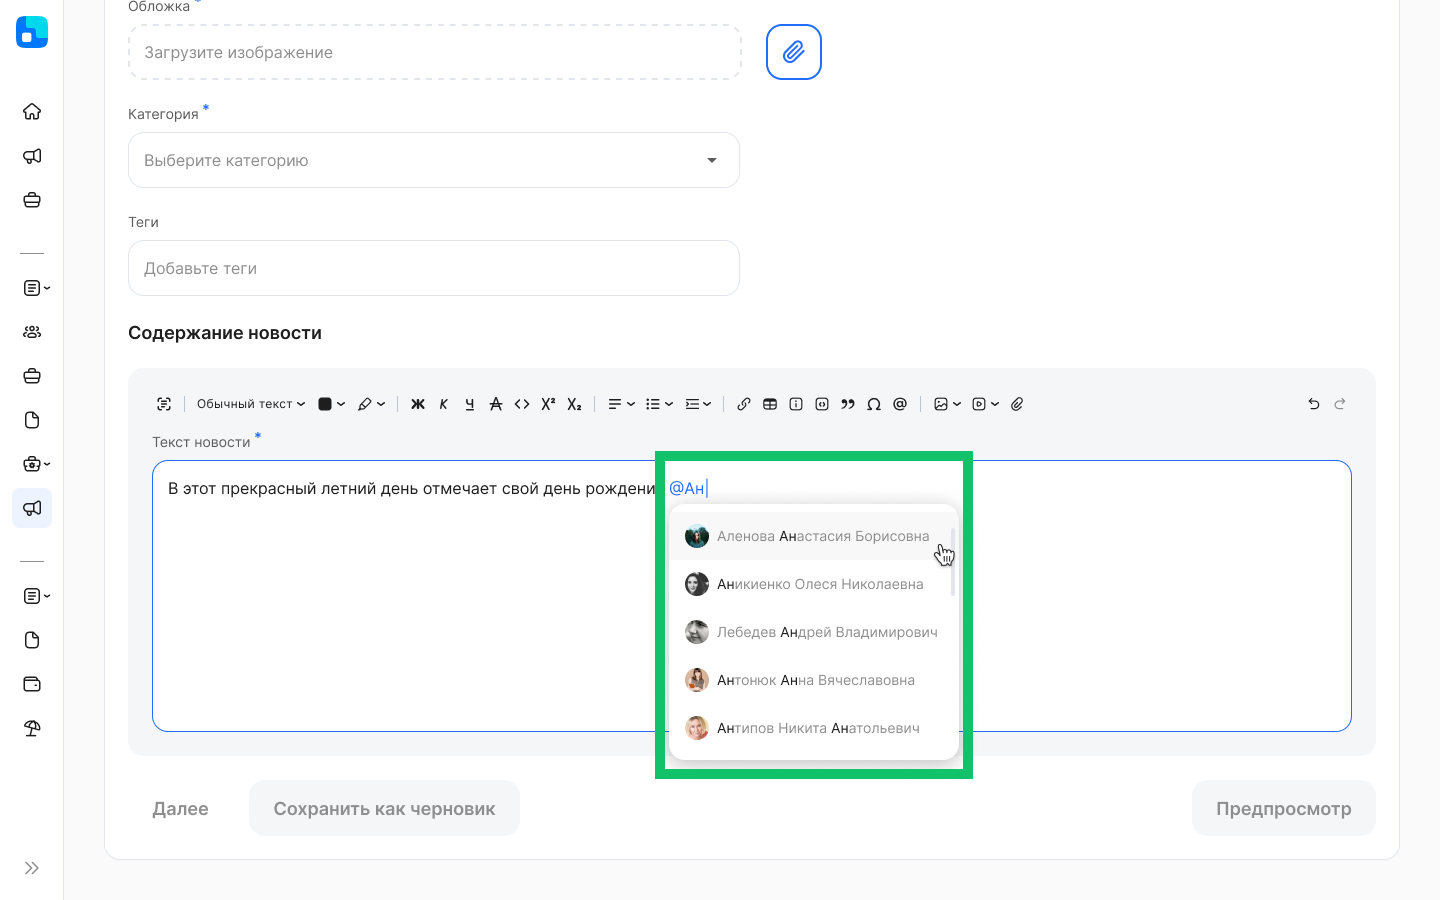 Обложка *
Загрузите изображение
Категория *
Выберите категорию
Теги
Добавьте теги
Содержание новости
Обычный текст Ж К Ч А <> X² X₂ Ω @
Текст новости *
В этот прекрасный летний день отмечает свой день рождени @Ан
Аленова Анастасия Борисовна
Аникиенко Олеся Николаевна
Лебедев Андрей Владимирович
Антонюк Анна Вячеславовна
Антипов Никита Анатольевич
Далее
Сохранить как черновик
Предпросмотр